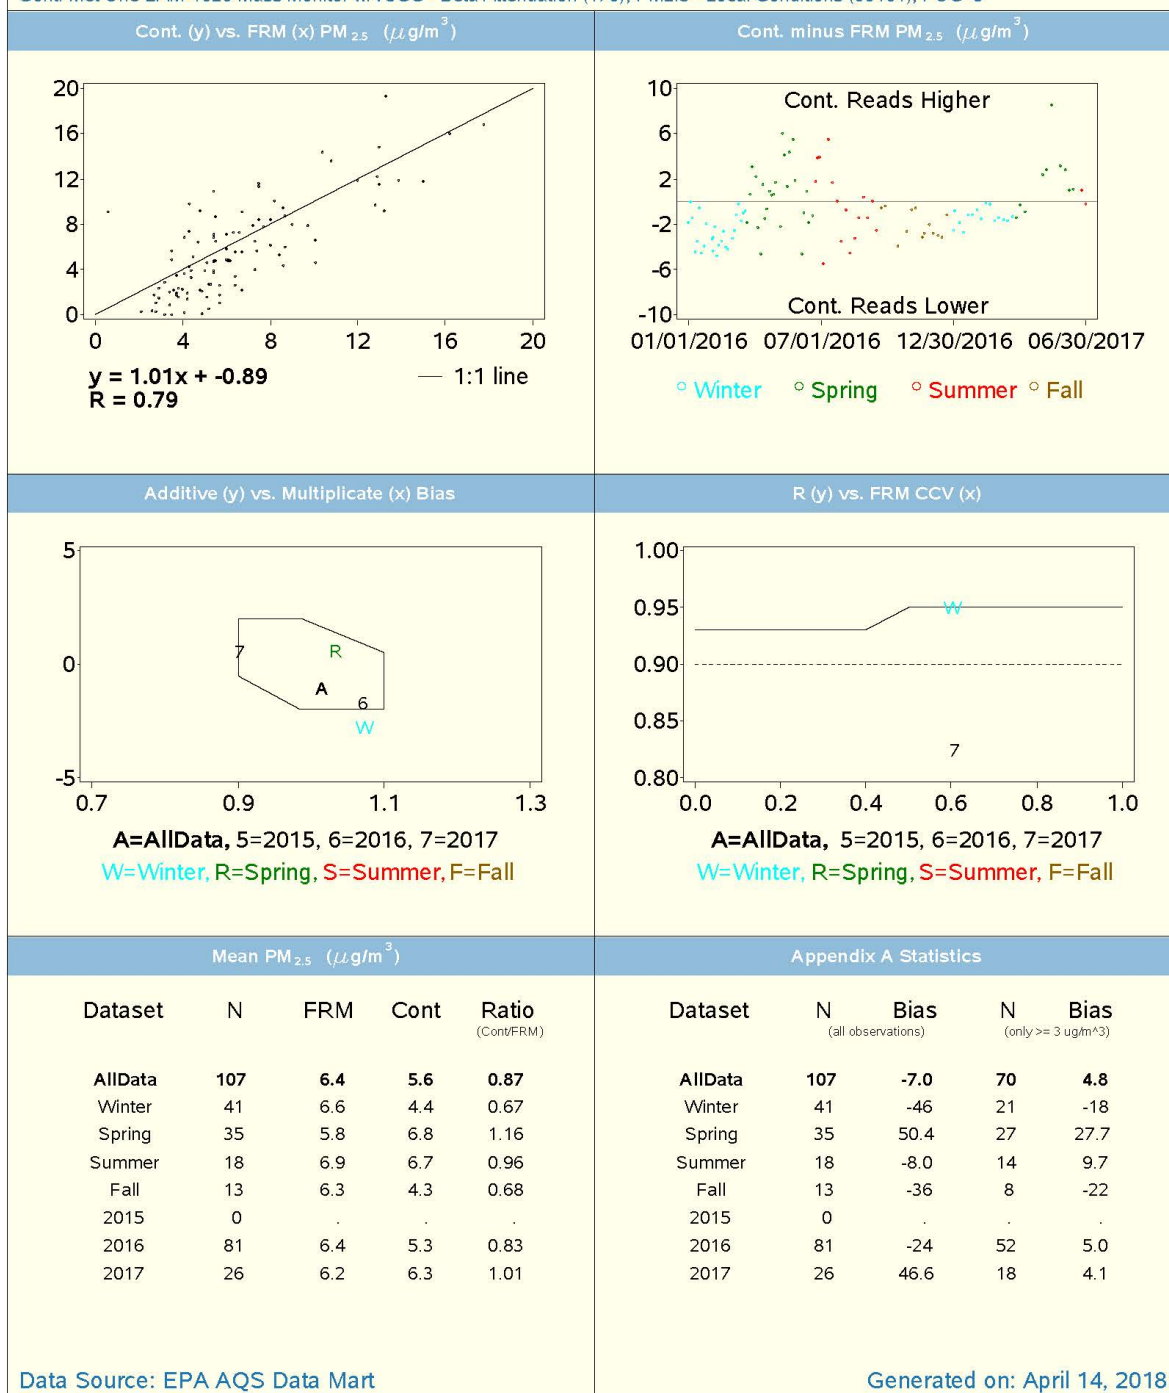 Cont. (y) vs. FRM (x) PM2.5 (µg/m3)
20
16
12
8
4
0
0 4 8 12 16 20
y = 1.01x + -0.89
R = 0.79
— 1:1 line
Cont. minus FRM PM2.5 (µg/m3)
10
6
2
-2
-6
-10
Cont. Reads Higher
Cont. Reads Lower
01/01/2016 07/01/2016 12/30/2016 06/30/2017
Winter Spring Summer Fall
Additive (y) vs. Multiplicate (x) Bias
5
0
-5
7
R
A
6
W
0.7 0.9 1.1 1.3
A=AllData, 5=2015, 6=2016, 7=2017
W=Winter, R=Spring, S=Summer, F=Fall
R (y) vs. FRM CCV (x)
1.00
0.95
0.90
0.85
0.80
W
7
0.0 0.2 0.4 0.6 0.8 1.0
A=AllData, 5=2015, 6=2016, 7=2017
W=Winter, R=Spring, S=Summer, F=Fall
Mean PM2.5 (µg/m3)
Dataset N FRM Cont Ratio
(Cont/FRM)
AllData 107 6.4 5.6 0.87
Winter 41 6.6 4.4 0.67
Spring 35 5.8 6.8 1.16
Summer 18 6.9 6.7 0.96
Fall 13 6.3 4.3 0.68
2015 0 . . .
2016 81 6.4 5.3 0.83
2017 26 6.2 6.3 1.01
Appendix A Statistics
Dataset N Bias N Bias
(all observations) (only >= 3 ug/m^3)
AllData 107 -7.0 70 4.8
Winter 41 -46 21 -18
Spring 35 50.4 27 27.7
Summer 18 -8.0 14 9.7
Fall 13 -36 8 -22
2015 0 . . .
2016 81 -24 52 5.0
2017 26 46.6 18 4.1
Data Source: EPA AQS Data Mart
Generated on: April 14, 2018